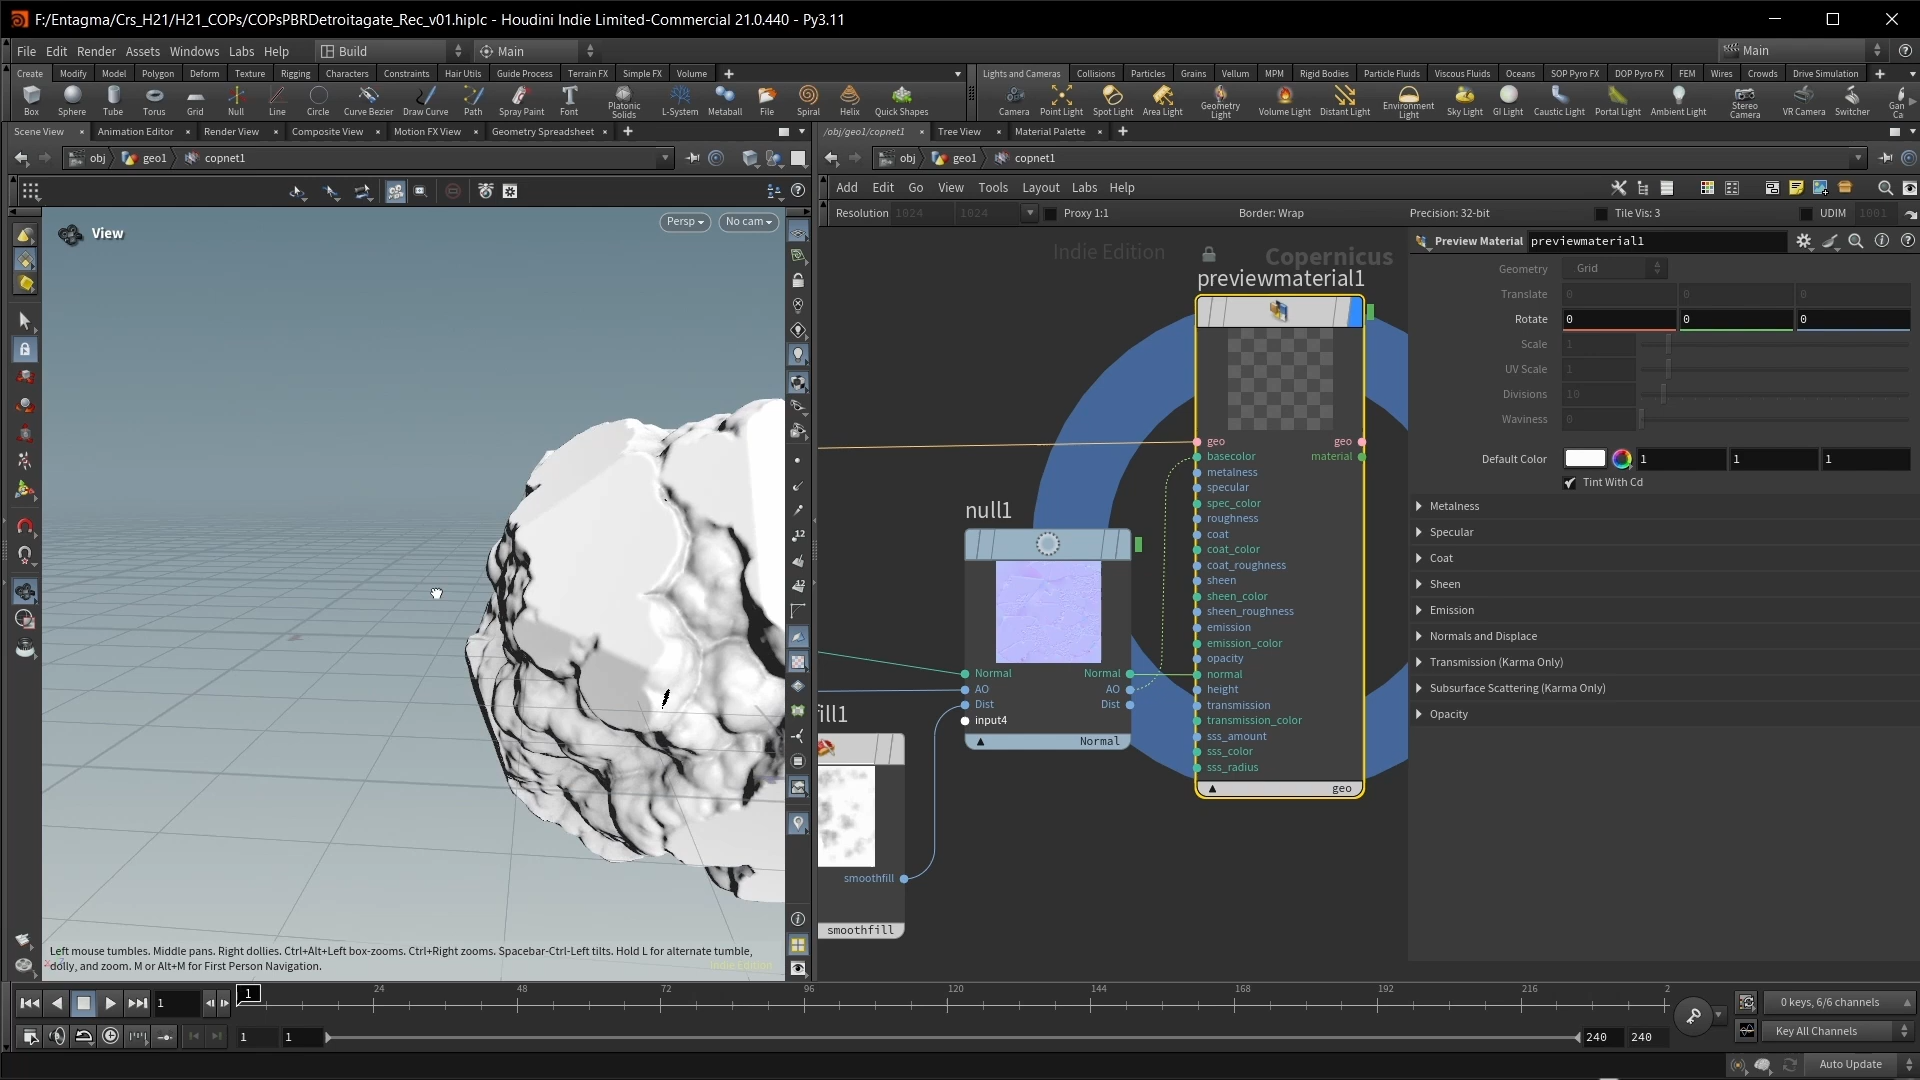 F:/Entagma/Crs_H21/H21_COPs/COPsPBRDetroitagate_Rec_v01.hiplc - Houdini Indie Limited-Commercial 21.0.440 - Py3.11
File Edit Render Assets Windows Labs Help Build Main Main
Create Modify Model Polygon Deform Texture Rigging Characters Constraints Hair Utils Guide Process Terrain FX Simple FX Volume
Lights and Cameras Collisions Particles Grains Vellum MPM Rigid Bodies Particle Fluids Viscous Fluids Oceans SOP Pyro FX DOP Pyro FX FEM Wires Crowds Drive Simulation
Box Sphere Tube Torus Grid Null Line Circle Curve Bezier Draw Curve Path Spray Paint Font Platonic Solids L-System Metaball File Spiral Helix Quick Shapes
Camera Point Light Spot Light Area Light Geometry Light Volume Light Distant Light Environment Light Sky Light GI Light Caustic Light Portal Light Ambient Light Stereo Camera VR Camera Switcher Gan Ca
Scene View Animation Editor Render View Composite View Motion FX View Geometry Spreadsheet
/obj/geo1/copnet1 Tree View Material Palette
obj geo1 copnet1
obj geo1 copnet1
Add Edit Go View Tools Layout Labs Help
Resolution 1024 1024 Proxy 1:1 Border: Wrap Precision: 32-bit Tile Vis: 3 UDIM 1001
View
Persp
No cam
12
12
Left mouse tumbles. Middle pans. Right dollies. Ctrl+Alt+Left box-zooms. Ctrl+Right zooms. Spacebar-Ctrl-Left tilts. Hold L for alternate tumble,
dolly, and zoom. M or Alt+M for First Person Navigation.
Indie Edition
Indie Edition
Copernicus
previewmaterial1
geo geo
basecolor material
metalness
specular
spec_color
roughness
coat
coat_color
coat_roughness
sheen
sheen_color
sheen_roughness
emission
emission_color
opacity
normal
height
transmission
transmission_color
sss_amount
sss_color
sss_radius
geo
null1
Normal Normal
AO AO
Dist Dist
input4
Normal
ill1
smoothfill
smoothfill
Preview Material previewmaterial1
Geometry Grid
Translate 0 0 0
Rotate 0 0 0
Scale 1
UV Scale 1
Divisions 10
Waviness 0
Default Color 1 1 1
Tint With Cd
Metalness
Specular
Coat
Sheen
Emission
Normals and Displace
Transmission (Karma Only)
Subsurface Scattering (Karma Only)
Opacity
1 1 24 48 72 96 120 144 168 192 216 2
0 keys, 6/6 channels
1 1 240 240
Key All Channels
Auto Update